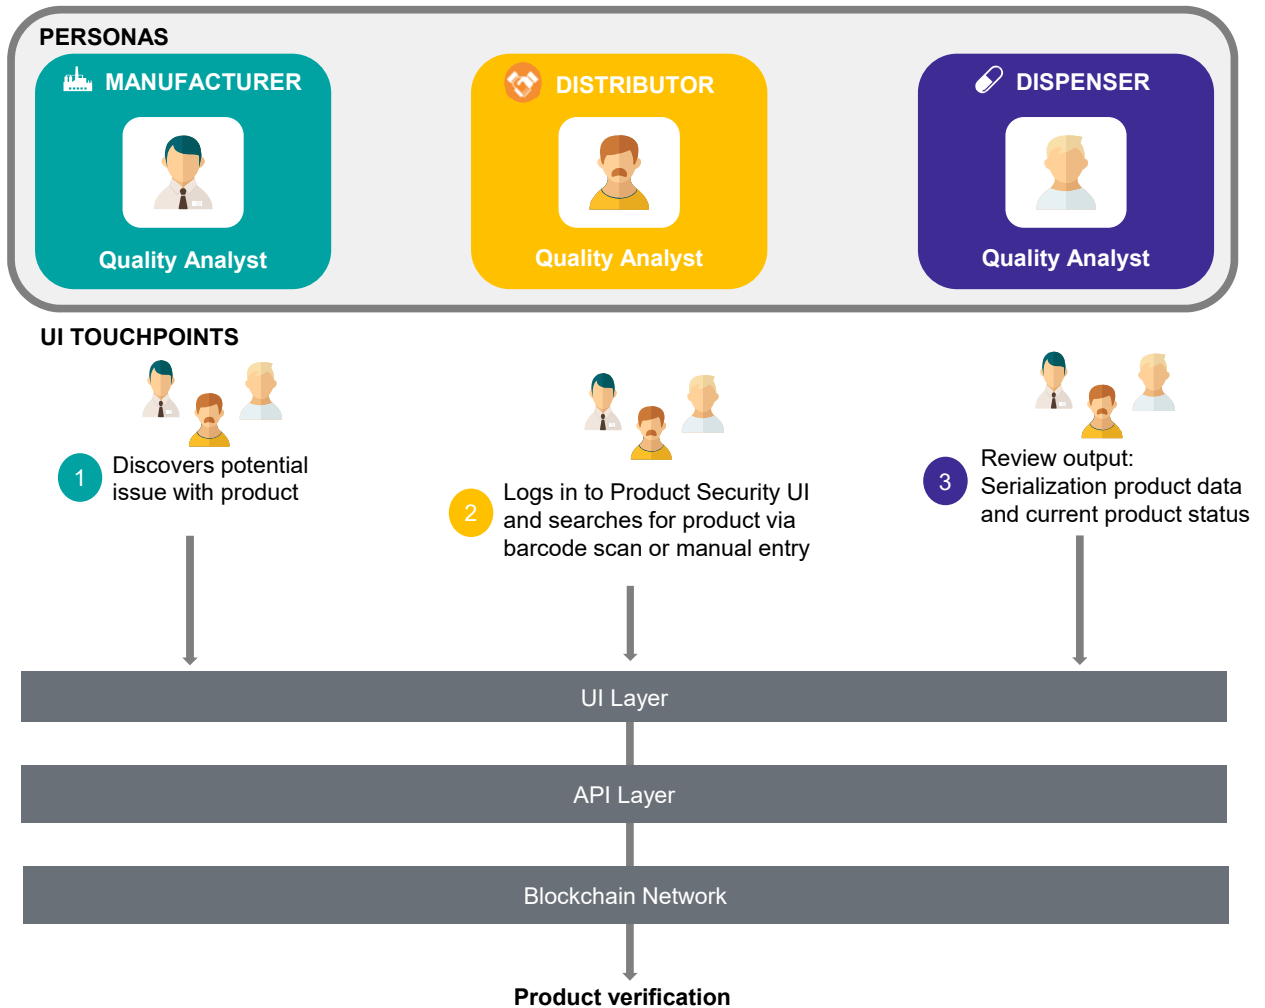 PERSONAS
MANUFACTURER
DISTRIBUTOR
DISPENSER
Quality Analyst
Quality Analyst
Quality Analyst
UI TOUCHPOINTS
1
Discovers potential
issue with product
2
Logs in to Product Security UI
and searches for product via
barcode scan or manual entry
3
Review output:
Serialization product data
and current product status
UI Layer
API Layer
Blockchain Network
Product verification